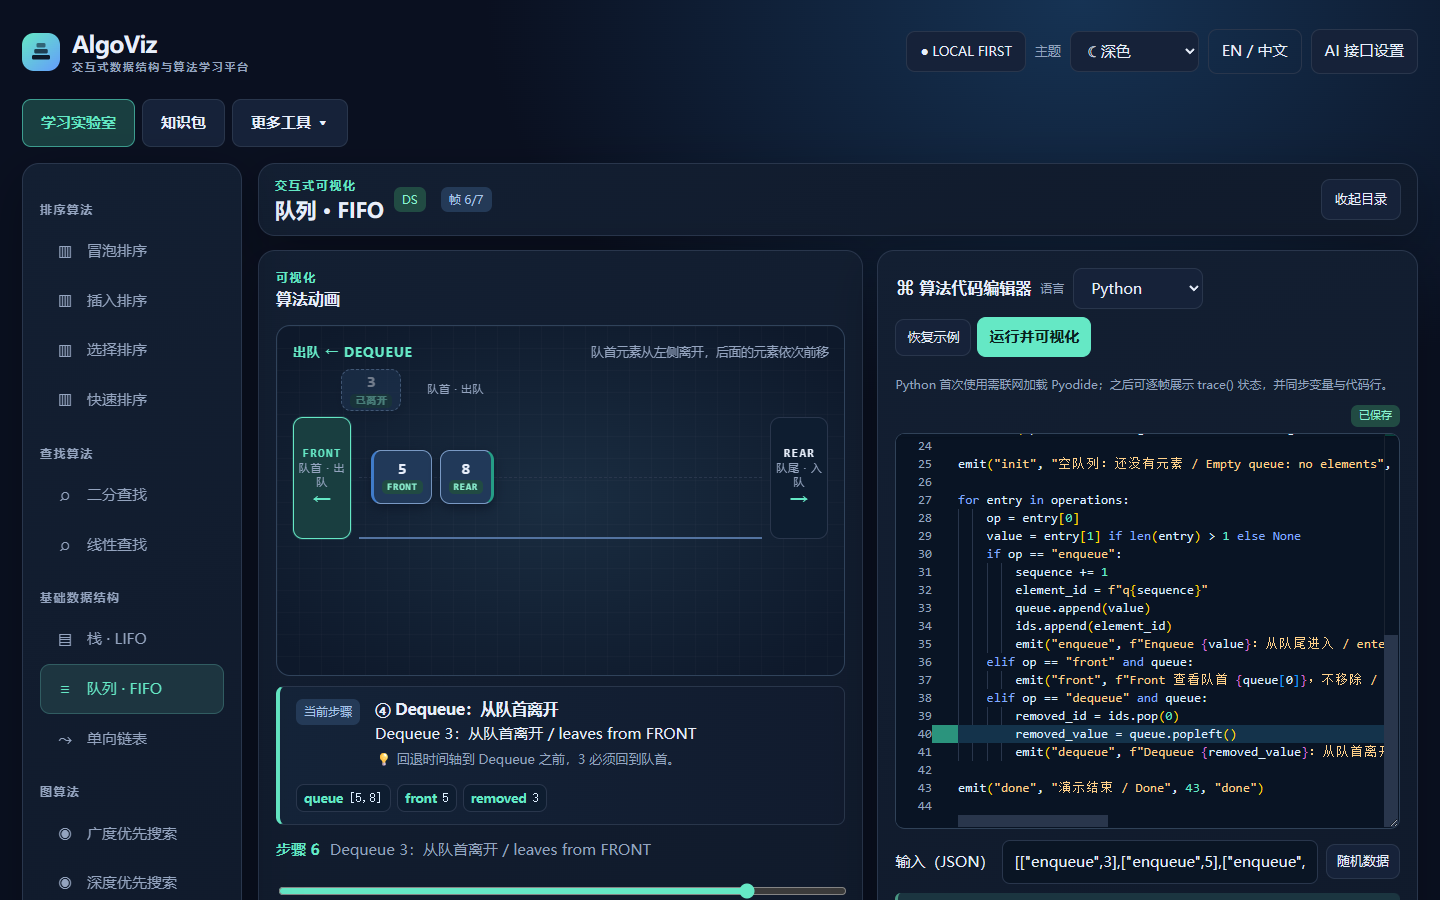 AlgoViz
交互式数据结构与算法学习平台
● LOCAL FIRST
主题
☾ 深色
EN / 中文
AI 接口设置
学习实验室
知识包
更多工具 ▾
排序算法
冒泡排序
插入排序
选择排序
快速排序
查找算法
二分查找
线性查找
基础数据结构
栈 · LIFO
队列 · FIFO
单向链表
图算法
广度优先搜索
深度优先搜索
交互式可视化
队列 • FIFO
DS
帧 6/7
收起目录
可视化
算法动画
出队 ← DEQUEUE
队首元素从左侧离开，后面的元素依次前移
3
已离开
队首 · 出队
FRONT
队首 · 出
队
←
5
FRONT
8
REAR
REAR
队尾 · 入
队
→
当前步骤
④ Dequeue：从队首离开
Dequeue 3：从队首离开 / leaves from FRONT
💡 回退时间轴到 Dequeue 之前，3 必须回到队首。
queue [5,8]
front 5
removed 3
步骤 6 Dequeue 3：从队首离开 / leaves from FRONT
⌘ 算法代码编辑器
语言
Python
恢复示例
运行并可视化
Python 首次使用需联网加载 Pyodide；之后可逐帧展示 trace() 状态，并同步变量与代码行。
已保存
24
25 emit("init", "空队列：还没有元素 / Empty queue: no elements",
26
27 for entry in operations:
28 op = entry[0]
29 value = entry[1] if len(entry) > 1 else None
30 if op == "enqueue":
31 sequence += 1
32 element_id = f"q{sequence}"
33 queue.append(value)
34 ids.append(element_id)
35 emit("enqueue", f"Enqueue {value}：从队尾进入 / ente
36 elif op == "front" and queue:
37 emit("front", f"Front 查看队首 {queue[0]}，不移除 /
38 elif op == "dequeue" and queue:
39 removed_id = ids.pop(0)
40 removed_value = queue.popleft()
41 emit("dequeue", f"Dequeue {removed_value}：从队首离开
42
43 emit("done", "演示结束 / Done", 43, "done")
44
输入（JSON）
[["enqueue",3],["enqueue",5],["enqueue",
随机数据